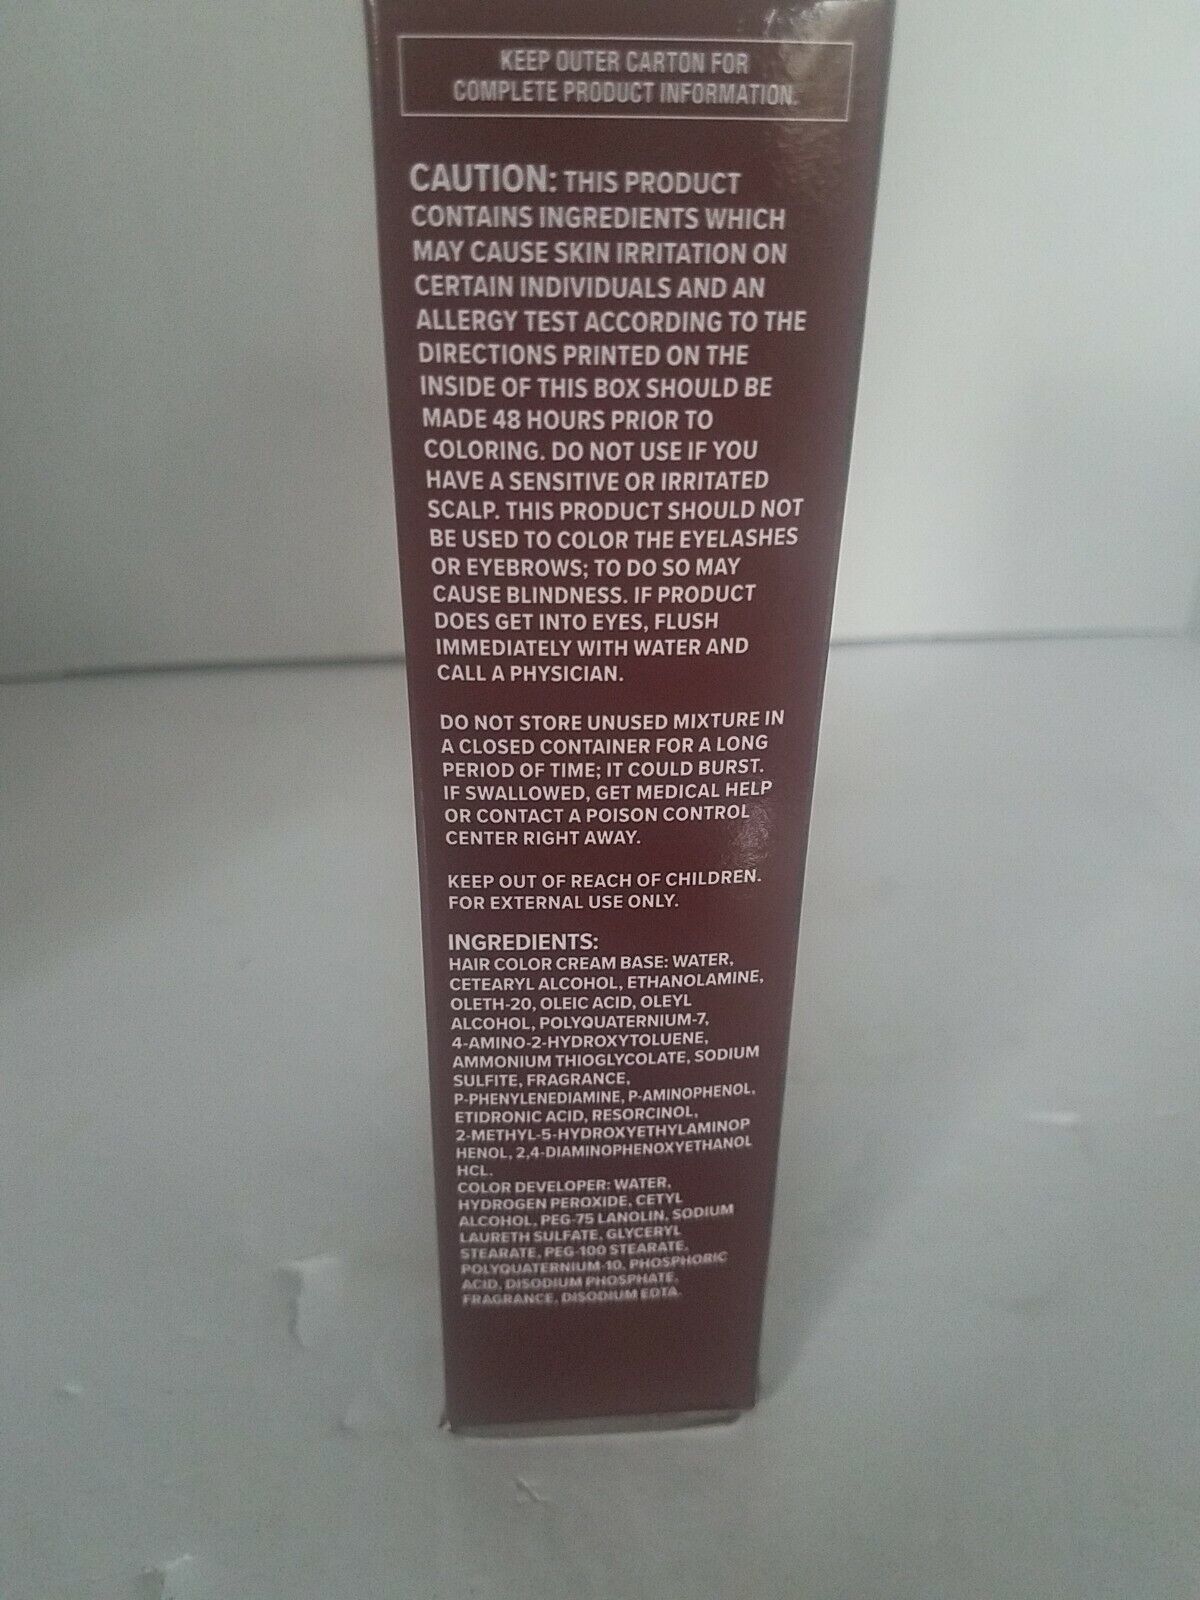 KEEP OUTER CARTON FOR
COMPLETE PRODUCT INFORMATION.
CAUTION: THIS PRODUCT
CONTAINS INGREDIENTS WHICH
MAY CAUSE SKIN IRRITATION ON
CERTAIN INDIVIDUALS AND AN
ALLERGY TEST ACCORDING TO THE
DIRECTIONS PRINTED ON THE
INSIDE OF THIS BOX SHOULD BE
MADE 48 HOURS PRIOR TO
COLORING. DO NOT USE IF YOU
HAVE A SENSITIVE OR IRRITATED
SCALP. THIS PRODUCT SHOULD NOT
BE USED TO COLOR THE EYELASHES
OR EYEBROWS; TO DO SO MAY
CAUSE BLINDNESS. IF PRODUCT
DOES GET INTO EYES, FLUSH
IMMEDIATELY WITH WATER AND
CALL A PHYSICIAN.
DO NOT STORE UNUSED MIXTURE IN
A CLOSED CONTAINER FOR A LONG
PERIOD OF TIME; IT COULD BURST.
IF SWALLOWED, GET MEDICAL HELP
OR CONTACT A POISON CONTROL
CENTER RIGHT AWAY.
KEEP OUT OF REACH OF CHILDREN.
FOR EXTERNAL USE ONLY.
INGREDIENTS:
HAIR COLOR CREAM BASE: WATER,
CETEARYL ALCOHOL, ETHANOLAMINE,
OLETH-20, OLEIC ACID, OLEYL
ALCOHOL, POLYQUATERNIUM-7,
4-AMINO-2-HYDROXYTOLUENE,
AMMONIUM THIOGLYCOLATE, SODIUM
SULFITE, FRAGRANCE,
P-PHENYLENEDIAMINE, P-AMINOPHENOL,
ETIDRONIC ACID, RESORCINOL,
2-METHYL-5-HYDROXYETHYLAMINOP
HENOL, 2,4-DIAMINOPHENOXYETHANOL
HCL.
COLOR DEVELOPER: WATER,
HYDROGEN PEROXIDE, CETYL
ALCOHOL, PEG-75 LANOLIN, SODIUM
LAURETH SULFATE, GLYCERYL
STEARATE, PEG-100 STEARATE,
POLYQUATERNIUM-10, PHOSPHORIC
ACID, DISODIUM PHOSPHATE,
FRAGRANCE, DISODIUM EDTA.